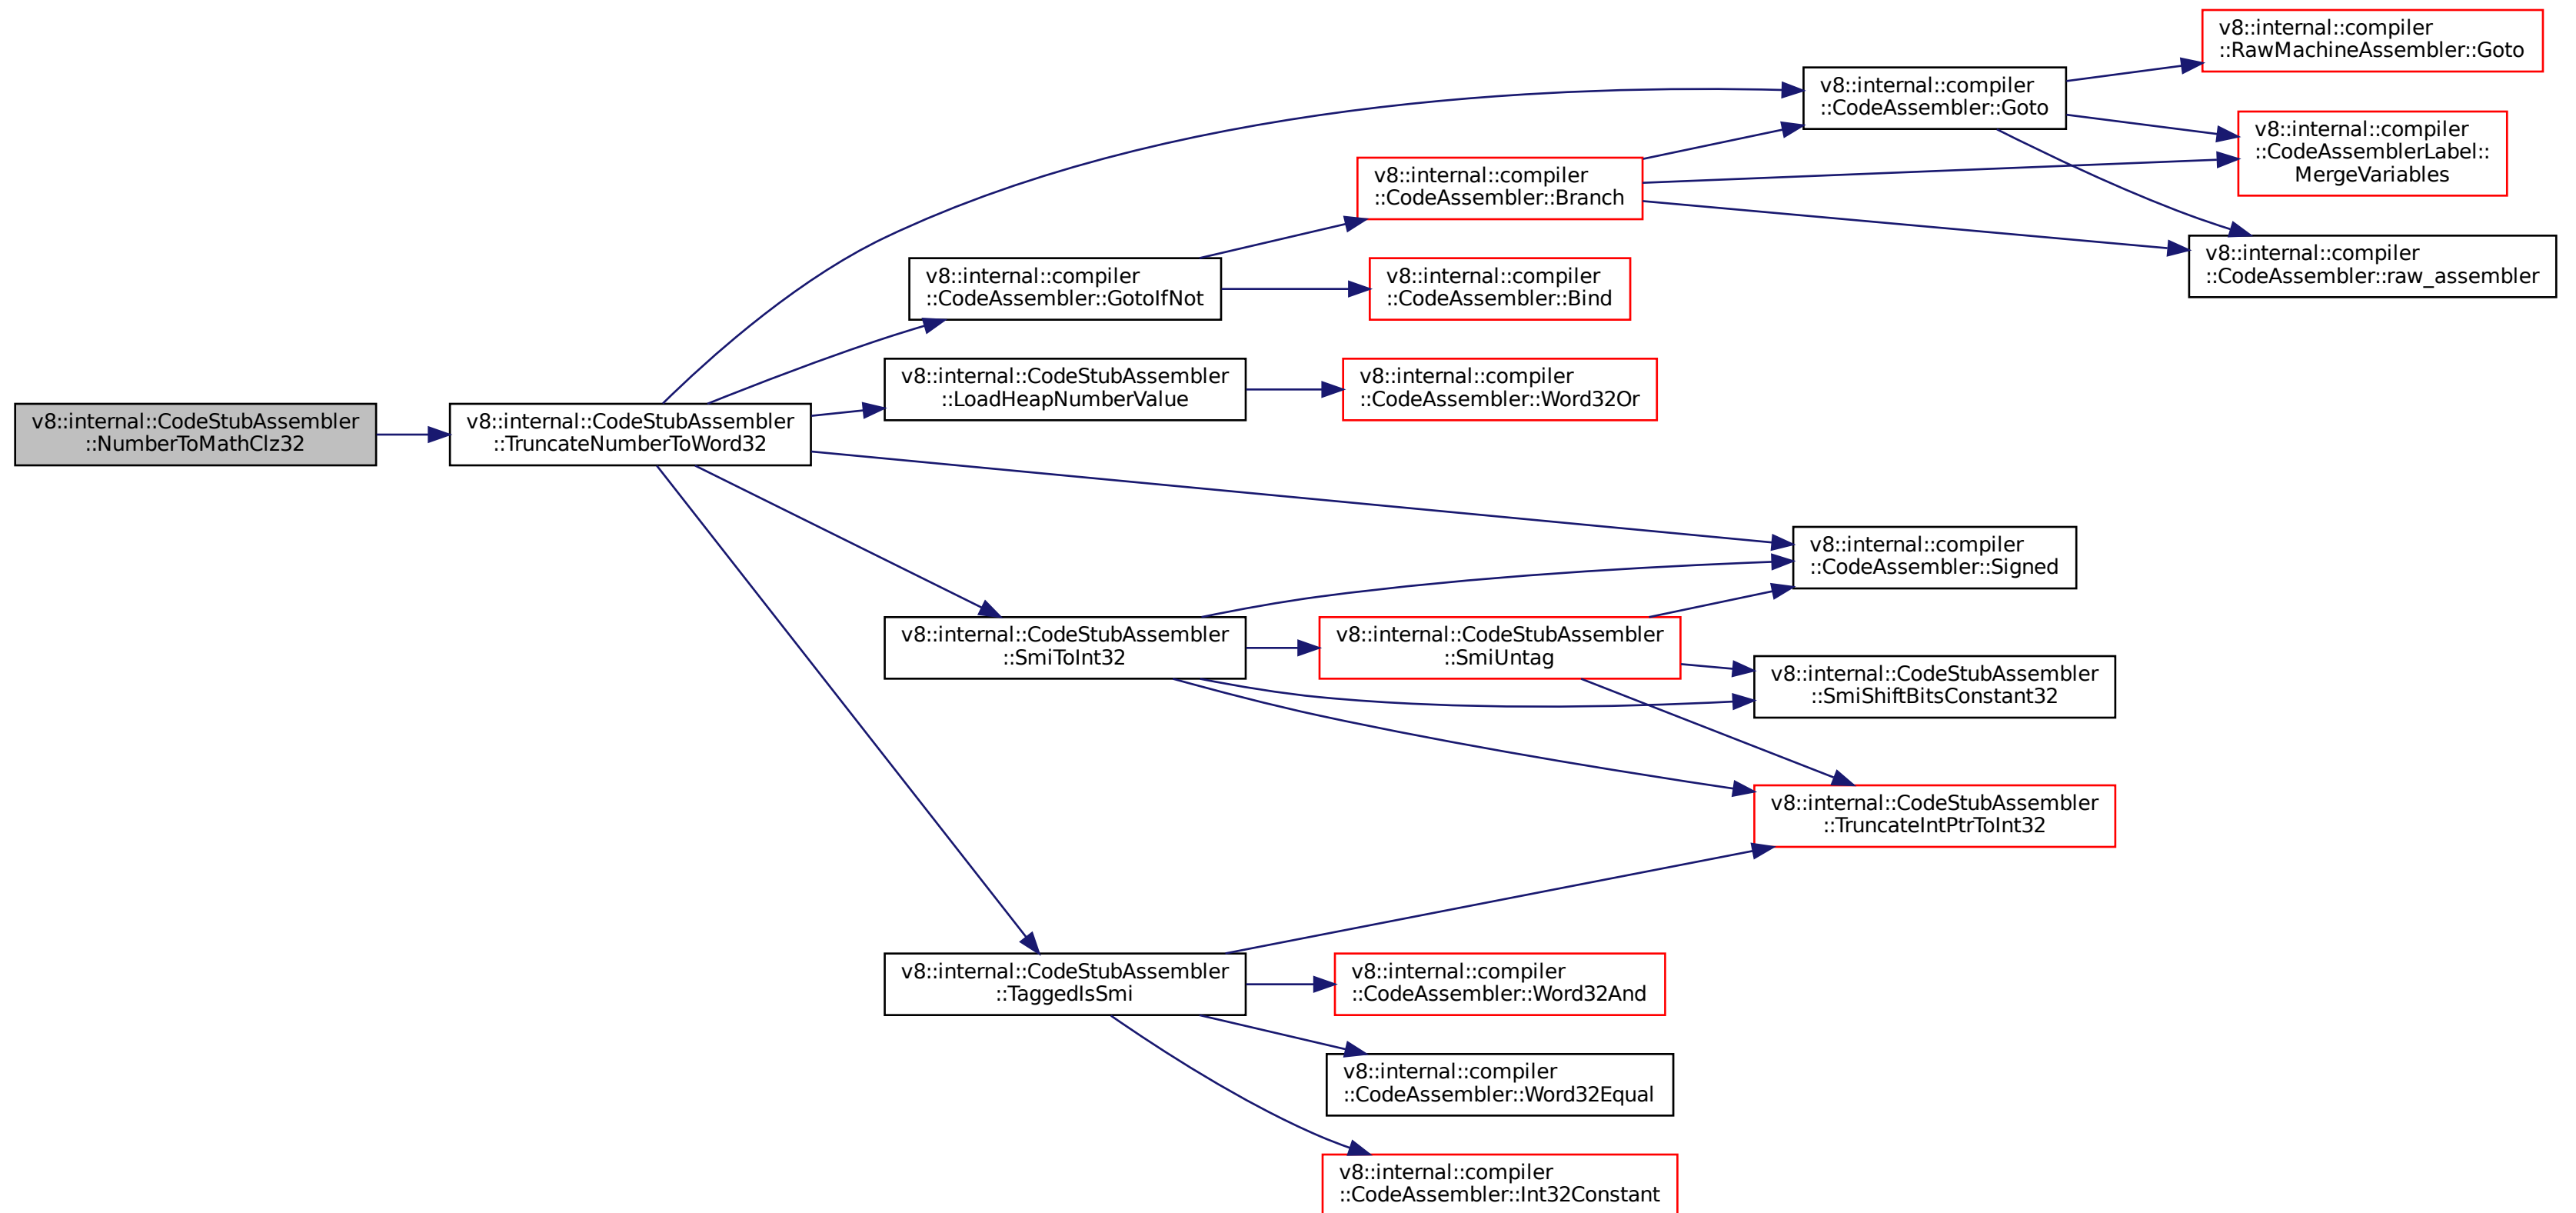 v8::internal::compiler
::RawMachineAssembler::Goto
v8::internal::compiler
::CodeAssembler::Goto
v8::internal::compiler
::CodeAssemblerLabel::
MergeVariables
v8::internal::compiler
::CodeAssembler::Branch
v8::internal::compiler
::CodeAssembler::raw_assembler
v8::internal::compiler
::CodeAssembler::GotoIfNot
v8::internal::compiler
::CodeAssembler::Bind
v8::internal::CodeStubAssembler
::LoadHeapNumberValue
v8::internal::compiler
::CodeAssembler::Word32Or
v8::internal::CodeStubAssembler
::NumberToMathClz32
v8::internal::CodeStubAssembler
::TruncateNumberToWord32
v8::internal::compiler
::CodeAssembler::Signed
v8::internal::CodeStubAssembler
::SmiToInt32
v8::internal::CodeStubAssembler
::SmiUntag
v8::internal::CodeStubAssembler
::SmiShiftBitsConstant32
v8::internal::CodeStubAssembler
::TruncateIntPtrToInt32
v8::internal::CodeStubAssembler
::TaggedIsSmi
v8::internal::compiler
::CodeAssembler::Word32And
v8::internal::compiler
::CodeAssembler::Word32Equal
v8::internal::compiler
::CodeAssembler::Int32Constant